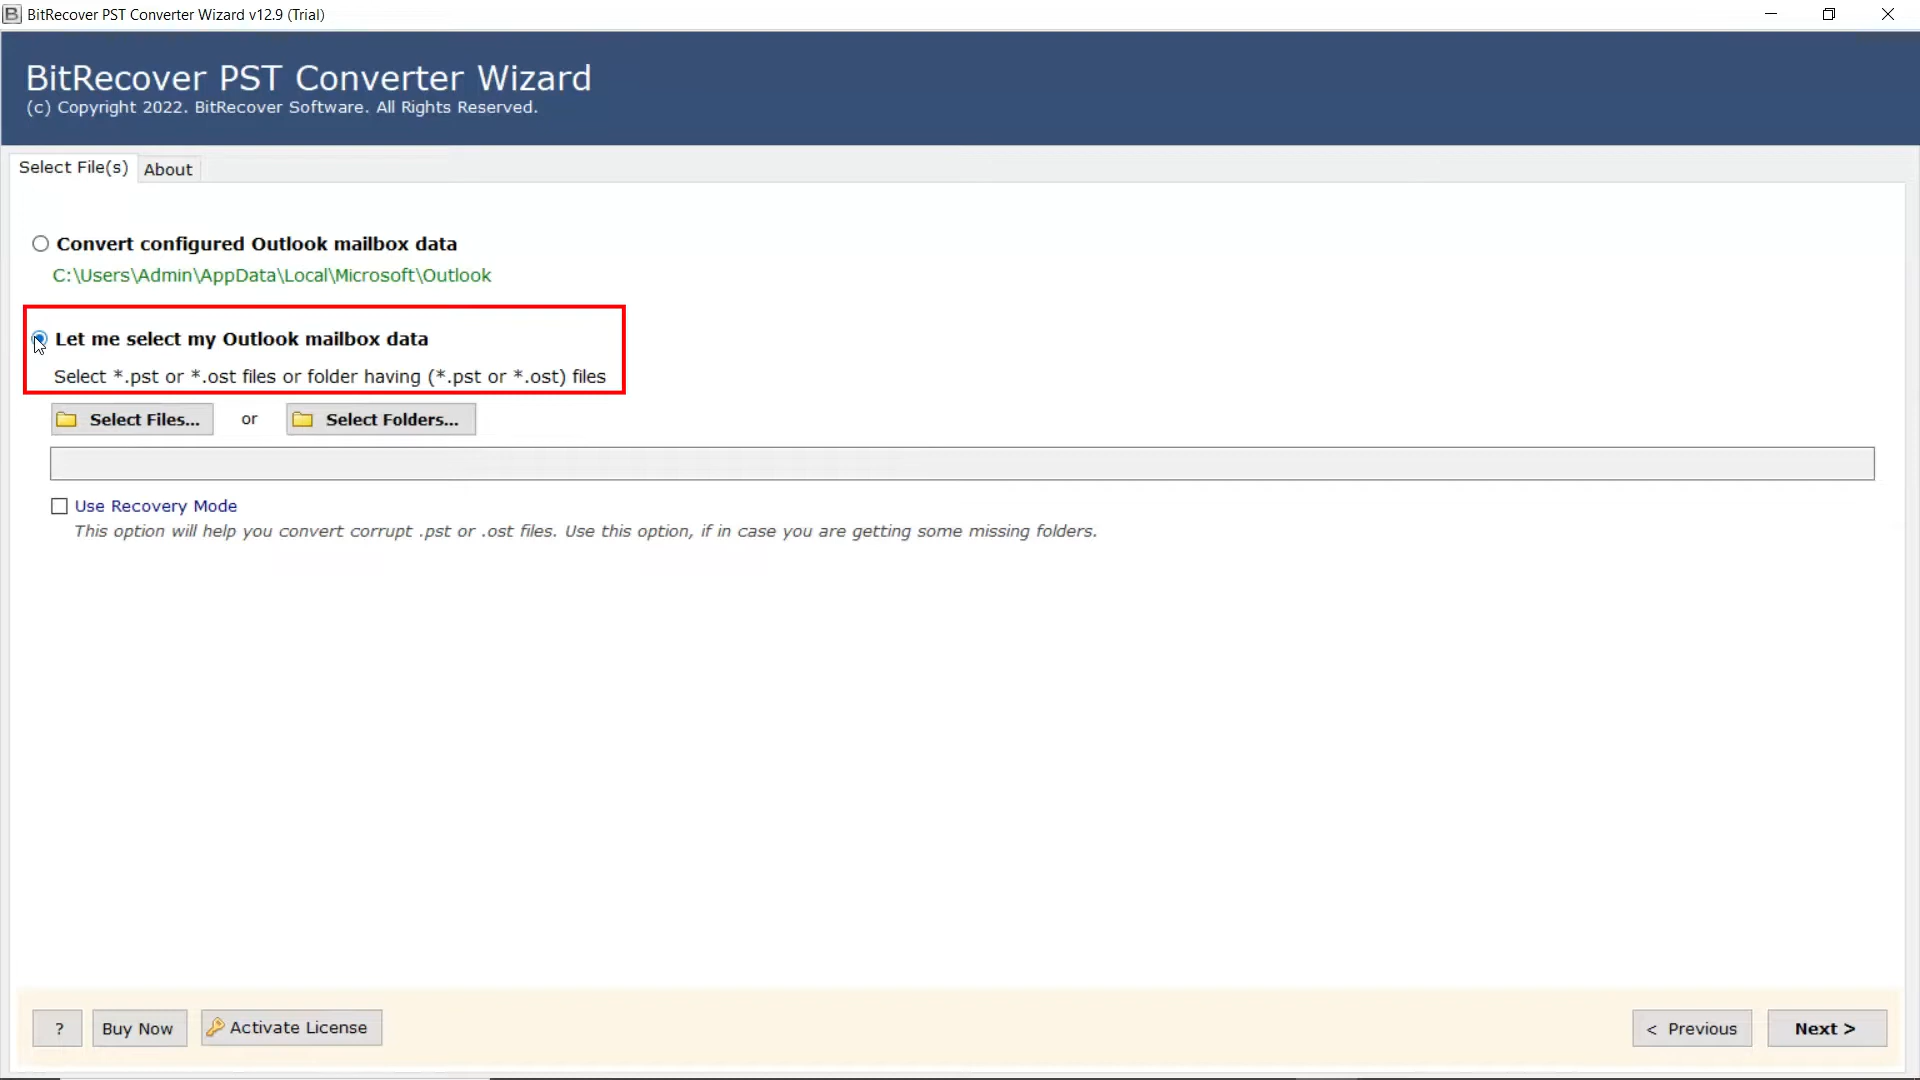 BitRecover PST Converter Wizard v12.9 (Trial)
BitRecover PST Converter Wizard
(c) Copyright 2022. BitRecover Software. All Rights Reserved.
Select File(s) About
Convert configured Outlook mailbox data
C:\Users\Admin\AppData\Local\Microsoft\Outlook
Let me select my Outlook mailbox data
Select *.pst or *.ost files or folder having (*.pst or *.ost) files
Select Files... or Select Folders...
Use Recovery Mode
This option will help you convert corrupt .pst or .ost files. Use this option, if in case you are getting some missing folders.
? Buy Now Activate License < Previous Next >